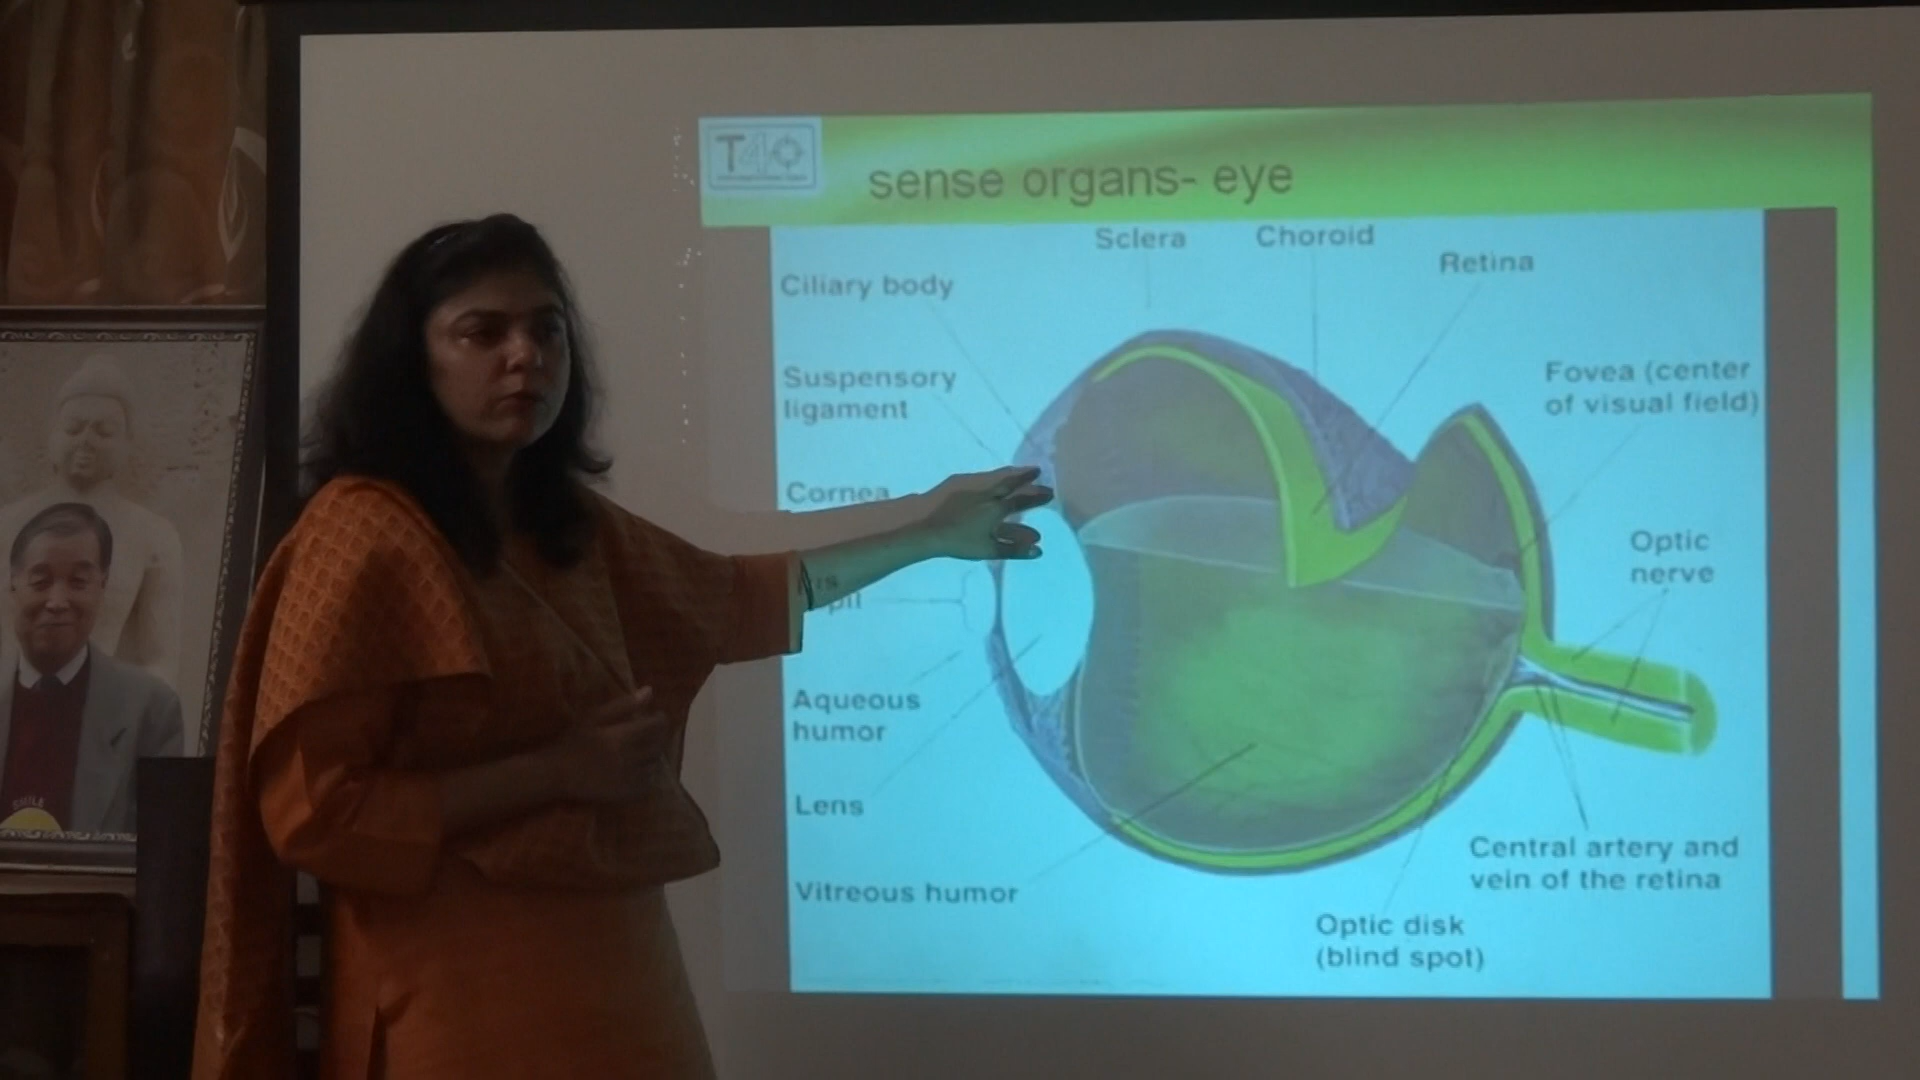 T4
sense organs- eye
Sclera
Choroid
Retina
Ciliary body
Suspensory
ligament
Fovea (center
of visual field)
Cornea
Optic
nerve
Aqueous
humor
Lens
Vitreous humor
Central artery and
vein of the retina
Optic disk
(blind spot)
SMILE